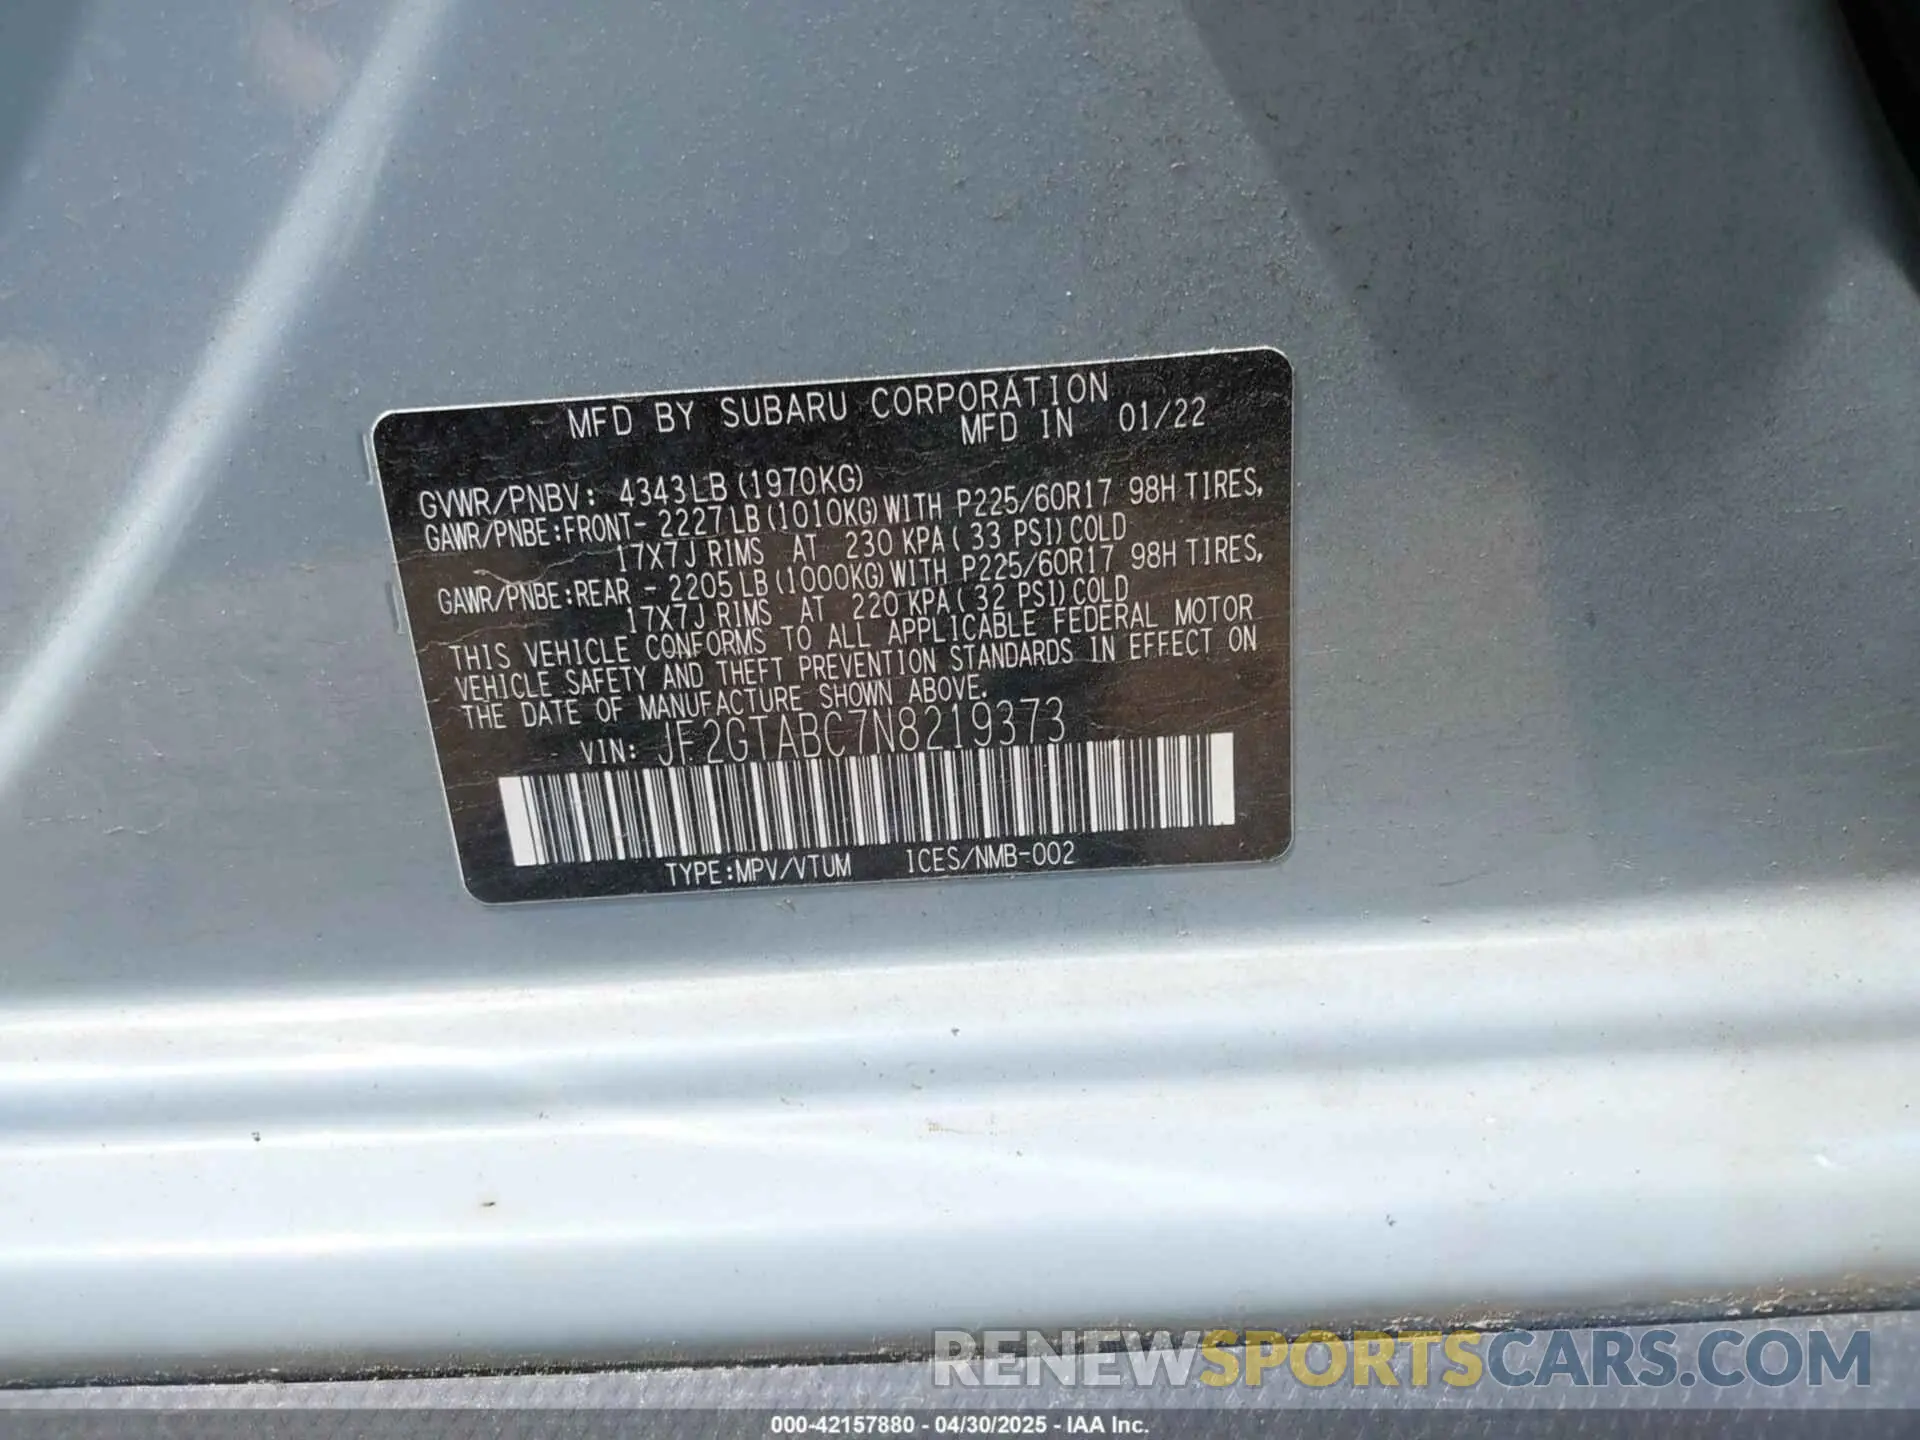 MFD BY SUBARU CORPORATION
MFD IN 01/22
GVWR/PNBV: 4343LB (1970KG)
GAWR/PNBE:FRONT- 2227LB (1010KG) WITH P225/60R17 98H TIRES,
17X7J RIMS AT 230 KPA ( 33 PSI) COLD
GAWR/PNBE:REAR - 2205LB (1000KG) WITH P225/60R17 98H TIRES,
17X7J RIMS AT 220 KPA ( 32 PSI) COLD
THIS VEHICLE CONFORMS TO ALL APPLICABLE FEDERAL MOTOR
VEHICLE SAFETY AND THEFT PREVENTION STANDARDS IN EFFECT ON
THE DATE OF MANUFACTURE SHOWN ABOVE.
VIN: JF2GTABC7N8219373
TYPE:MPV/VTUM ICES/NMB-002
RENEWSPORTSCARS.COM
000-42157880 - 04/30/2025 - IAA Inc.